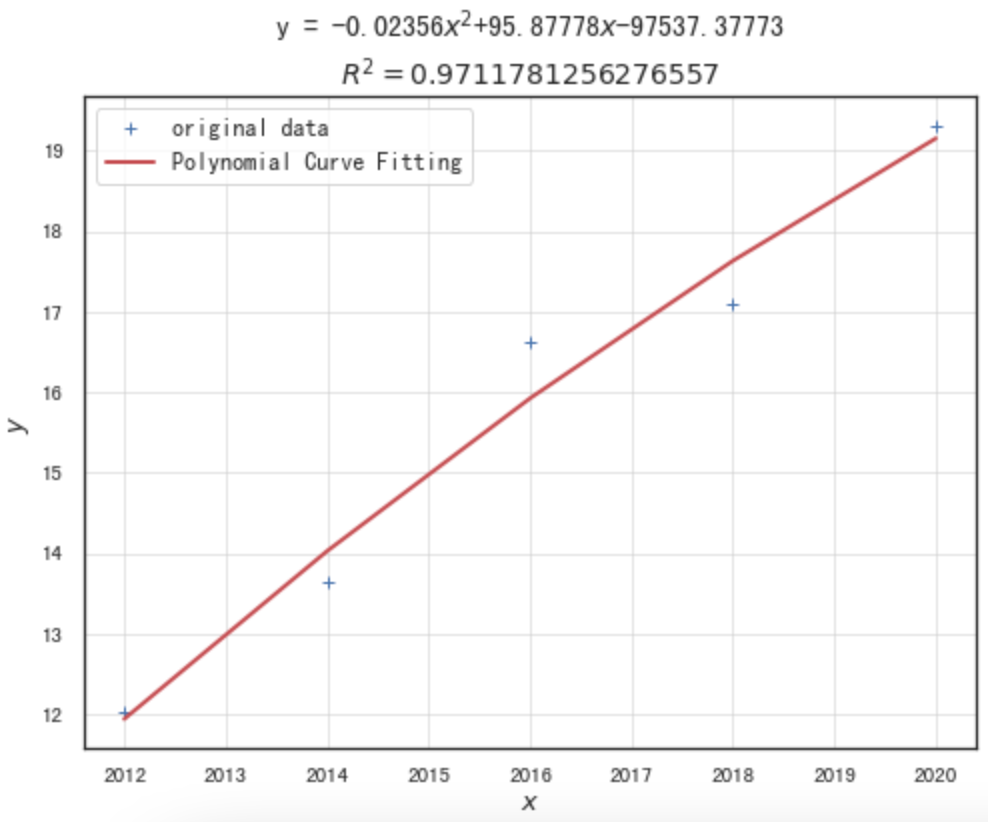 y = −0.02356x²+95.87778x−97537.37773
R² = 0.9711781256276557
original data
Polynomial Curve Fitting
19
18
17
16
15
14
13
12
y
2012 2013 2014 2015 2016 2017 2018 2019 2020
x